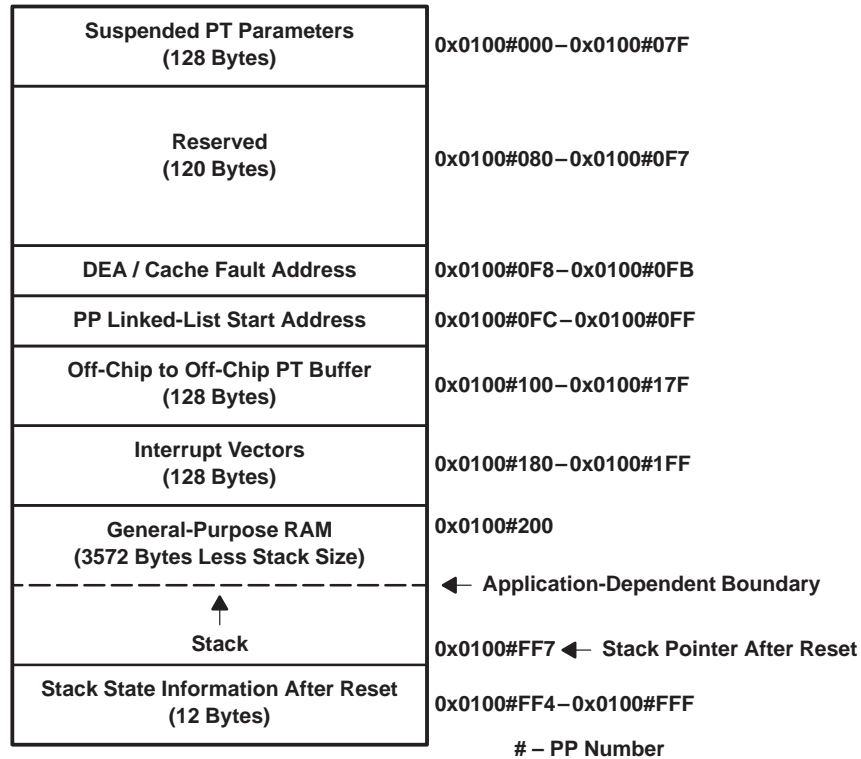 Suspended PT Parameters
(128 Bytes)
0x0100#000–0x0100#07F
Reserved
(120 Bytes)
0x0100#080–0x0100#0F7
DEA / Cache Fault Address
0x0100#0F8–0x0100#0FB
PP Linked-List Start Address
0x0100#0FC–0x0100#0FF
Off-Chip to Off-Chip PT Buffer
(128 Bytes)
0x0100#100–0x0100#17F
Interrupt Vectors
(128 Bytes)
0x0100#180–0x0100#1FF
General-Purpose RAM
(3572 Bytes Less Stack Size)
0x0100#200
Application-Dependent Boundary
Stack
0x0100#FF7
Stack Pointer After Reset
Stack State Information After Reset
(12 Bytes)
0x0100#FF4–0x0100#FFF
# – PP Number